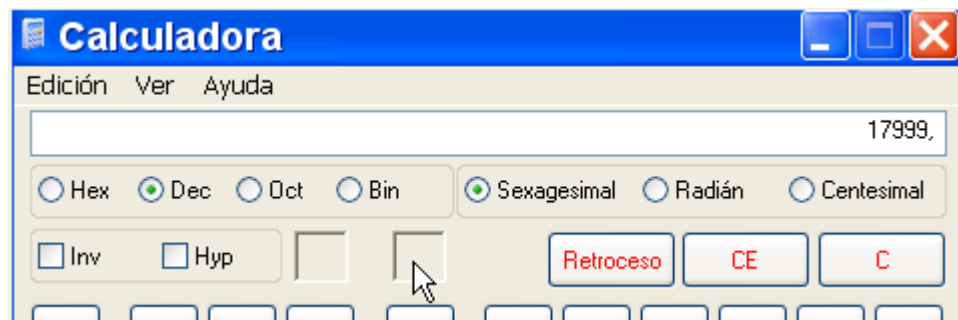 Calculadora
Edición Ver Ayuda
17999,
Hex Dec Oct Bin Sexagesimal Radián Centesimal
Inv Hyp Retroceso CE C